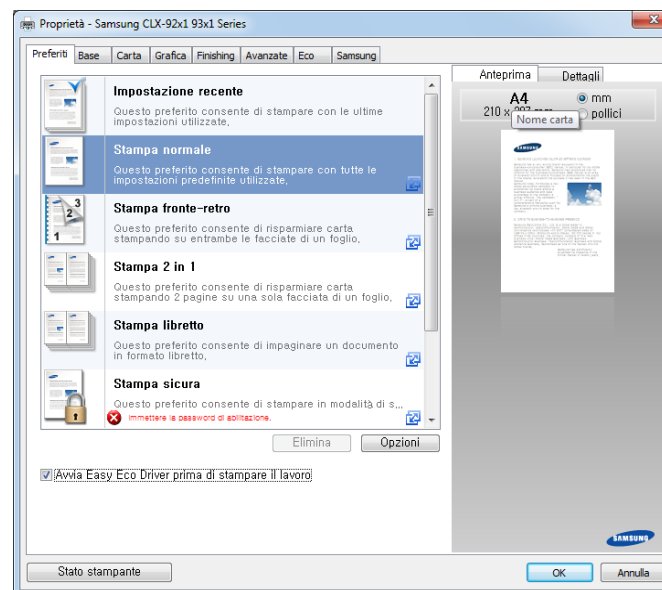 Proprietà - Samsung CLX-92x1 93x1 Series
Preferiti Base Carta Grafica Finishing Avanzate Eco Samsung
Impostazione recente
Questo preferito consente di stampare con le ultime
impostazioni utilizzate.
Stampa normale
Questo preferito consente di stampare con tutte le
impostazioni predefinite utilizzate.
Stampa fronte-retro
Questo preferito consente di risparmiare carta
stampando su entrambe le facciate di un foglio.
Stampa 2 in 1
Questo preferito consente di risparmiare carta
stampando 2 pagine su una sola facciata di un foglio.
Stampa libretto
Questo preferito consente di impaginare un documento
in formato libretto.
Stampa sicura
Questo preferito consente di stampare in modalità di s...
Immettere la password di abilitazione.
Elimina Opzioni
Avvia Easy Eco Driver prima di stampare il lavoro
Anteprima Dettagli
A4
mm
210 x mm
pollici
Nome carta
SAMSUNG
Stato stampante
OK Annulla